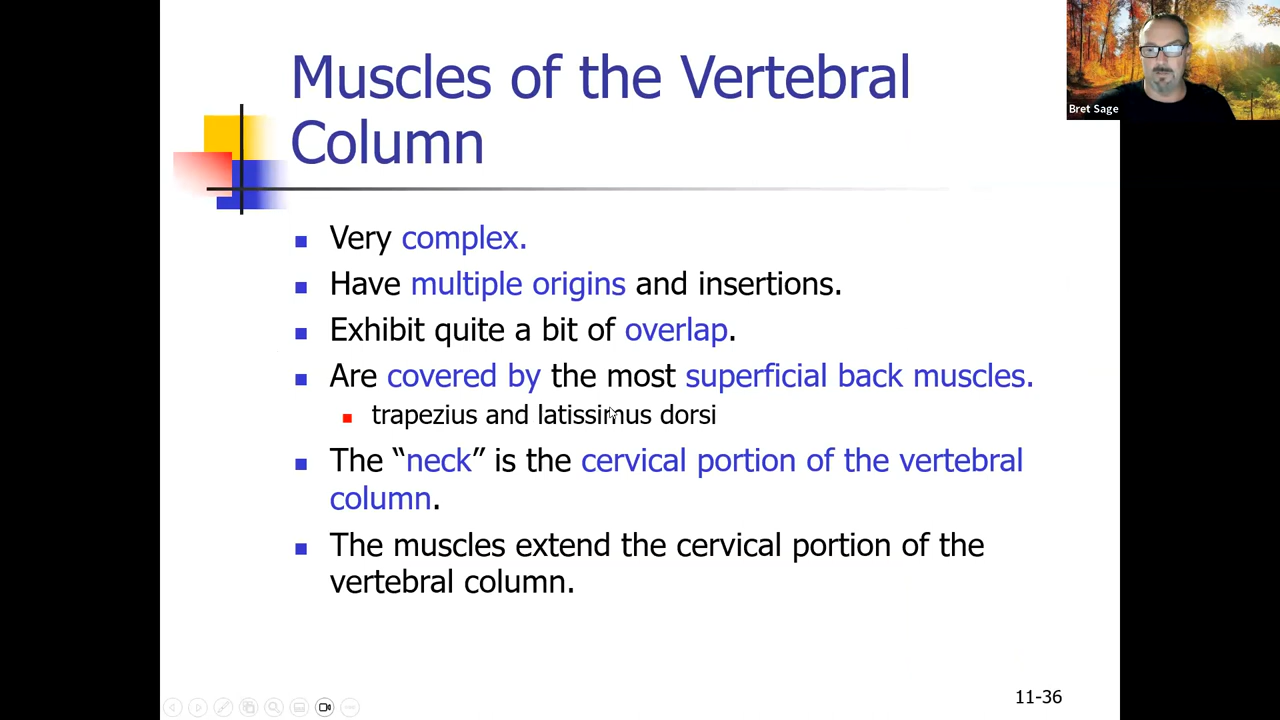 Muscles of the Vertebral
Column
Bret Sage
Very complex.
Have multiple origins and insertions.
Exhibit quite a bit of overlap.
Are covered by the most superficial back muscles.
trapezius and latissimus dorsi
The “neck” is the cervical portion of the vertebral
column.
The muscles extend the cervical portion of the
vertebral column.
11-36